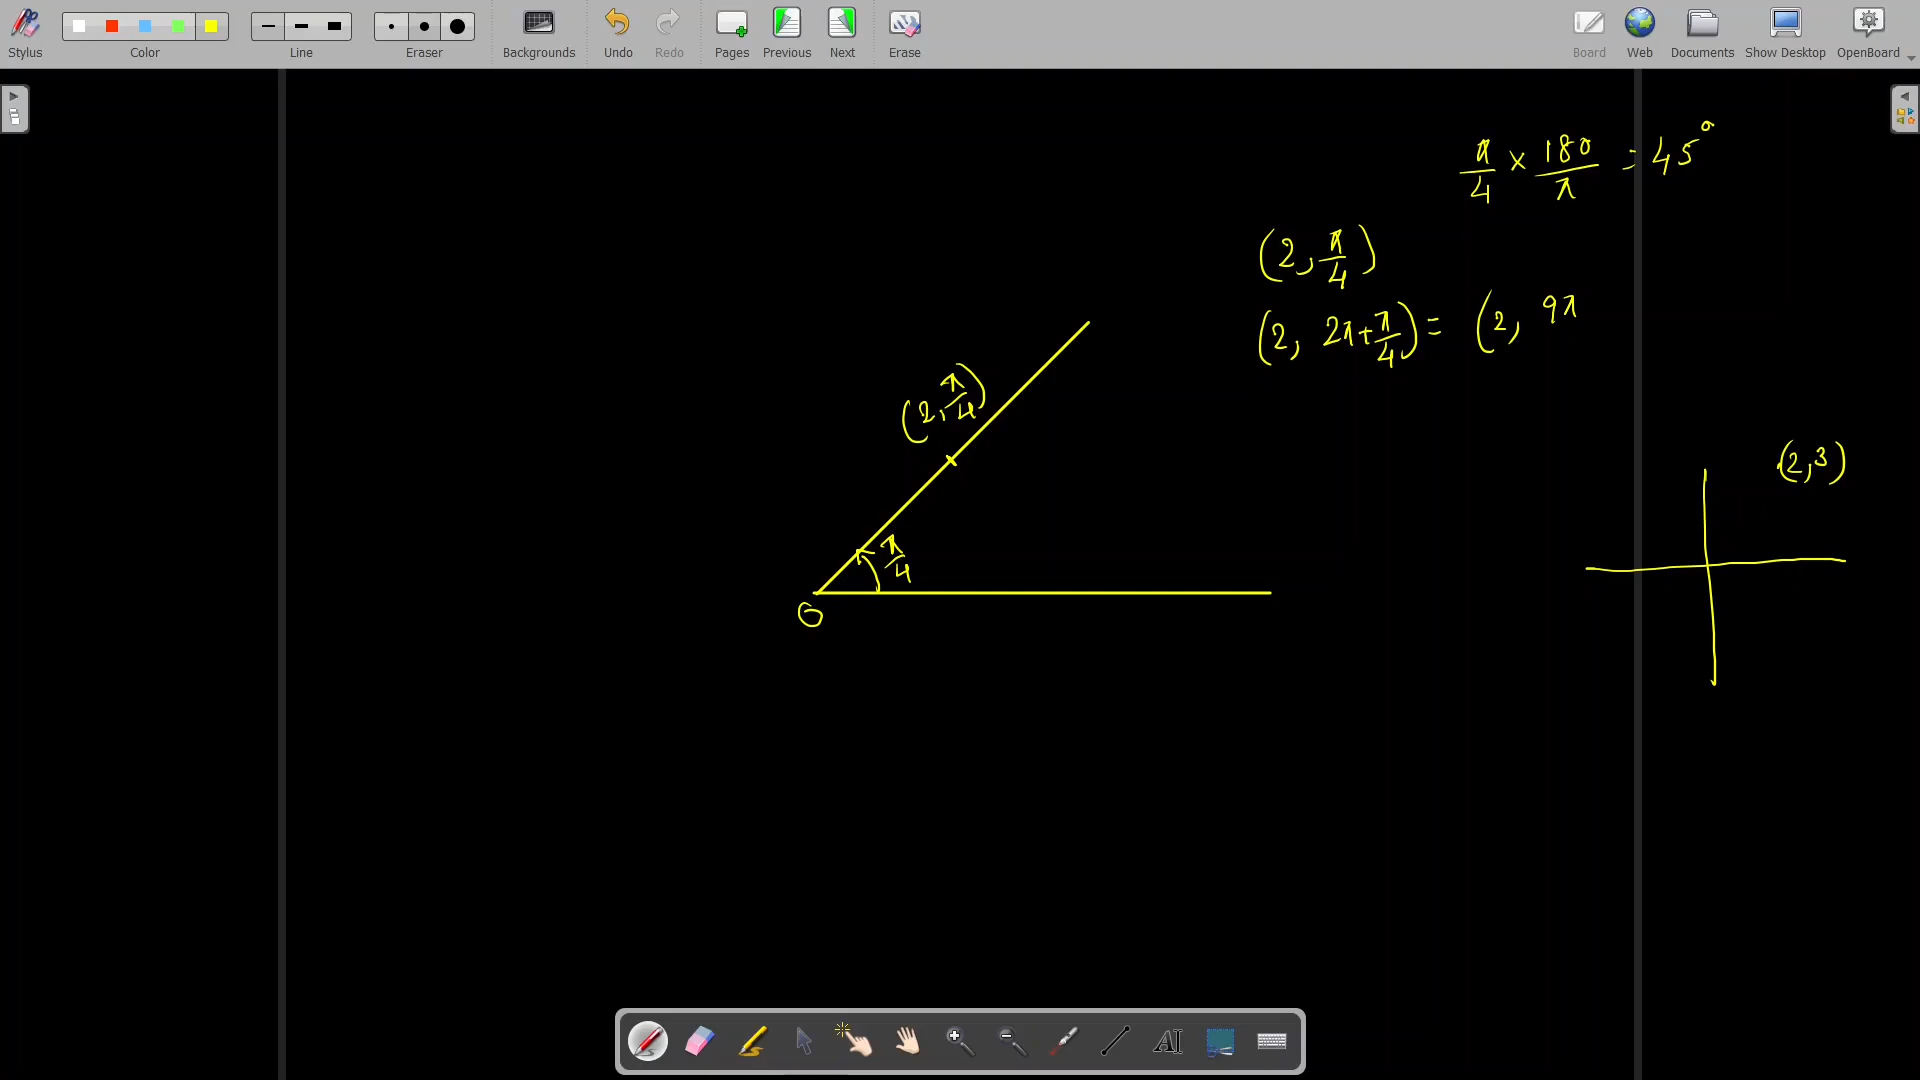 Stylus Color Line Eraser Backgrounds Undo Redo Pages Previous Next Erase Board Web Documents Show Desktop OpenBoard
π/4 × 180/π = 45°
(2, π/4)
(2, 2π+π/4) = (2, 9π
(2, π/4)
(2,3)
π/4
O